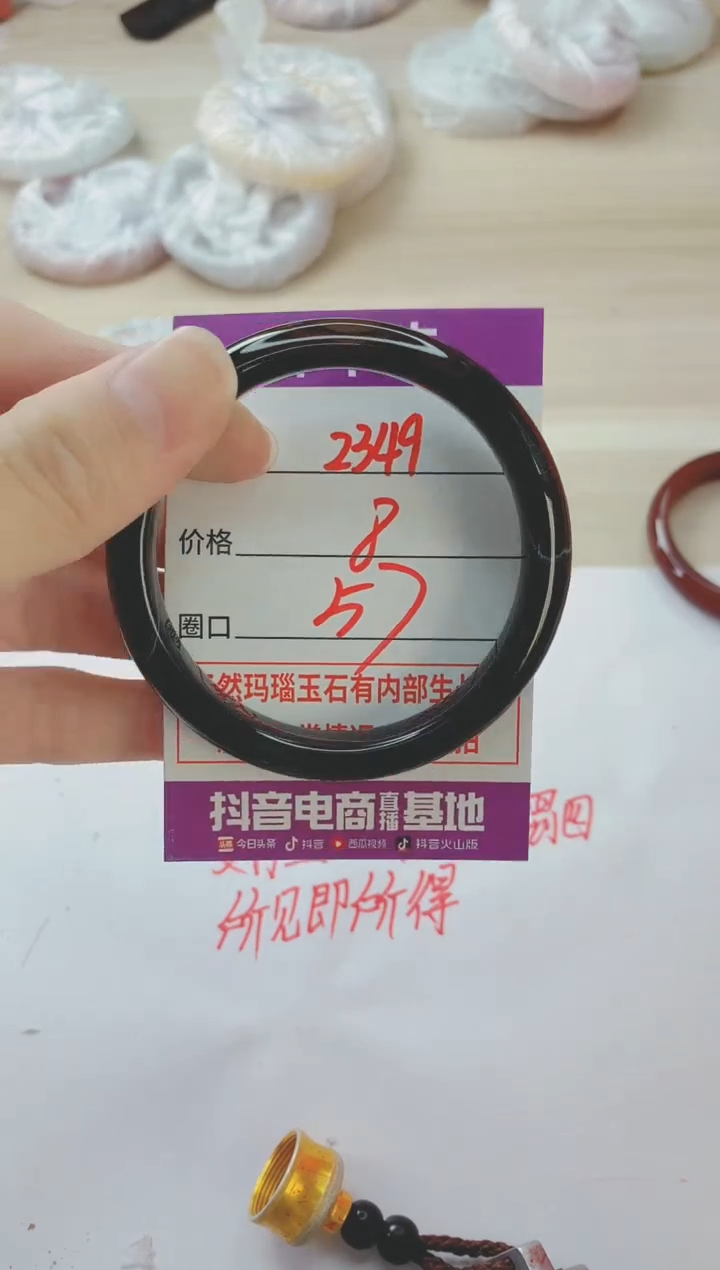 2349
价格 8
圈口 57
然玛瑙玉石有内部生
抖音电商直播基地
头条 今日头条 抖音 西瓜视频 抖音火山版
所见即所得